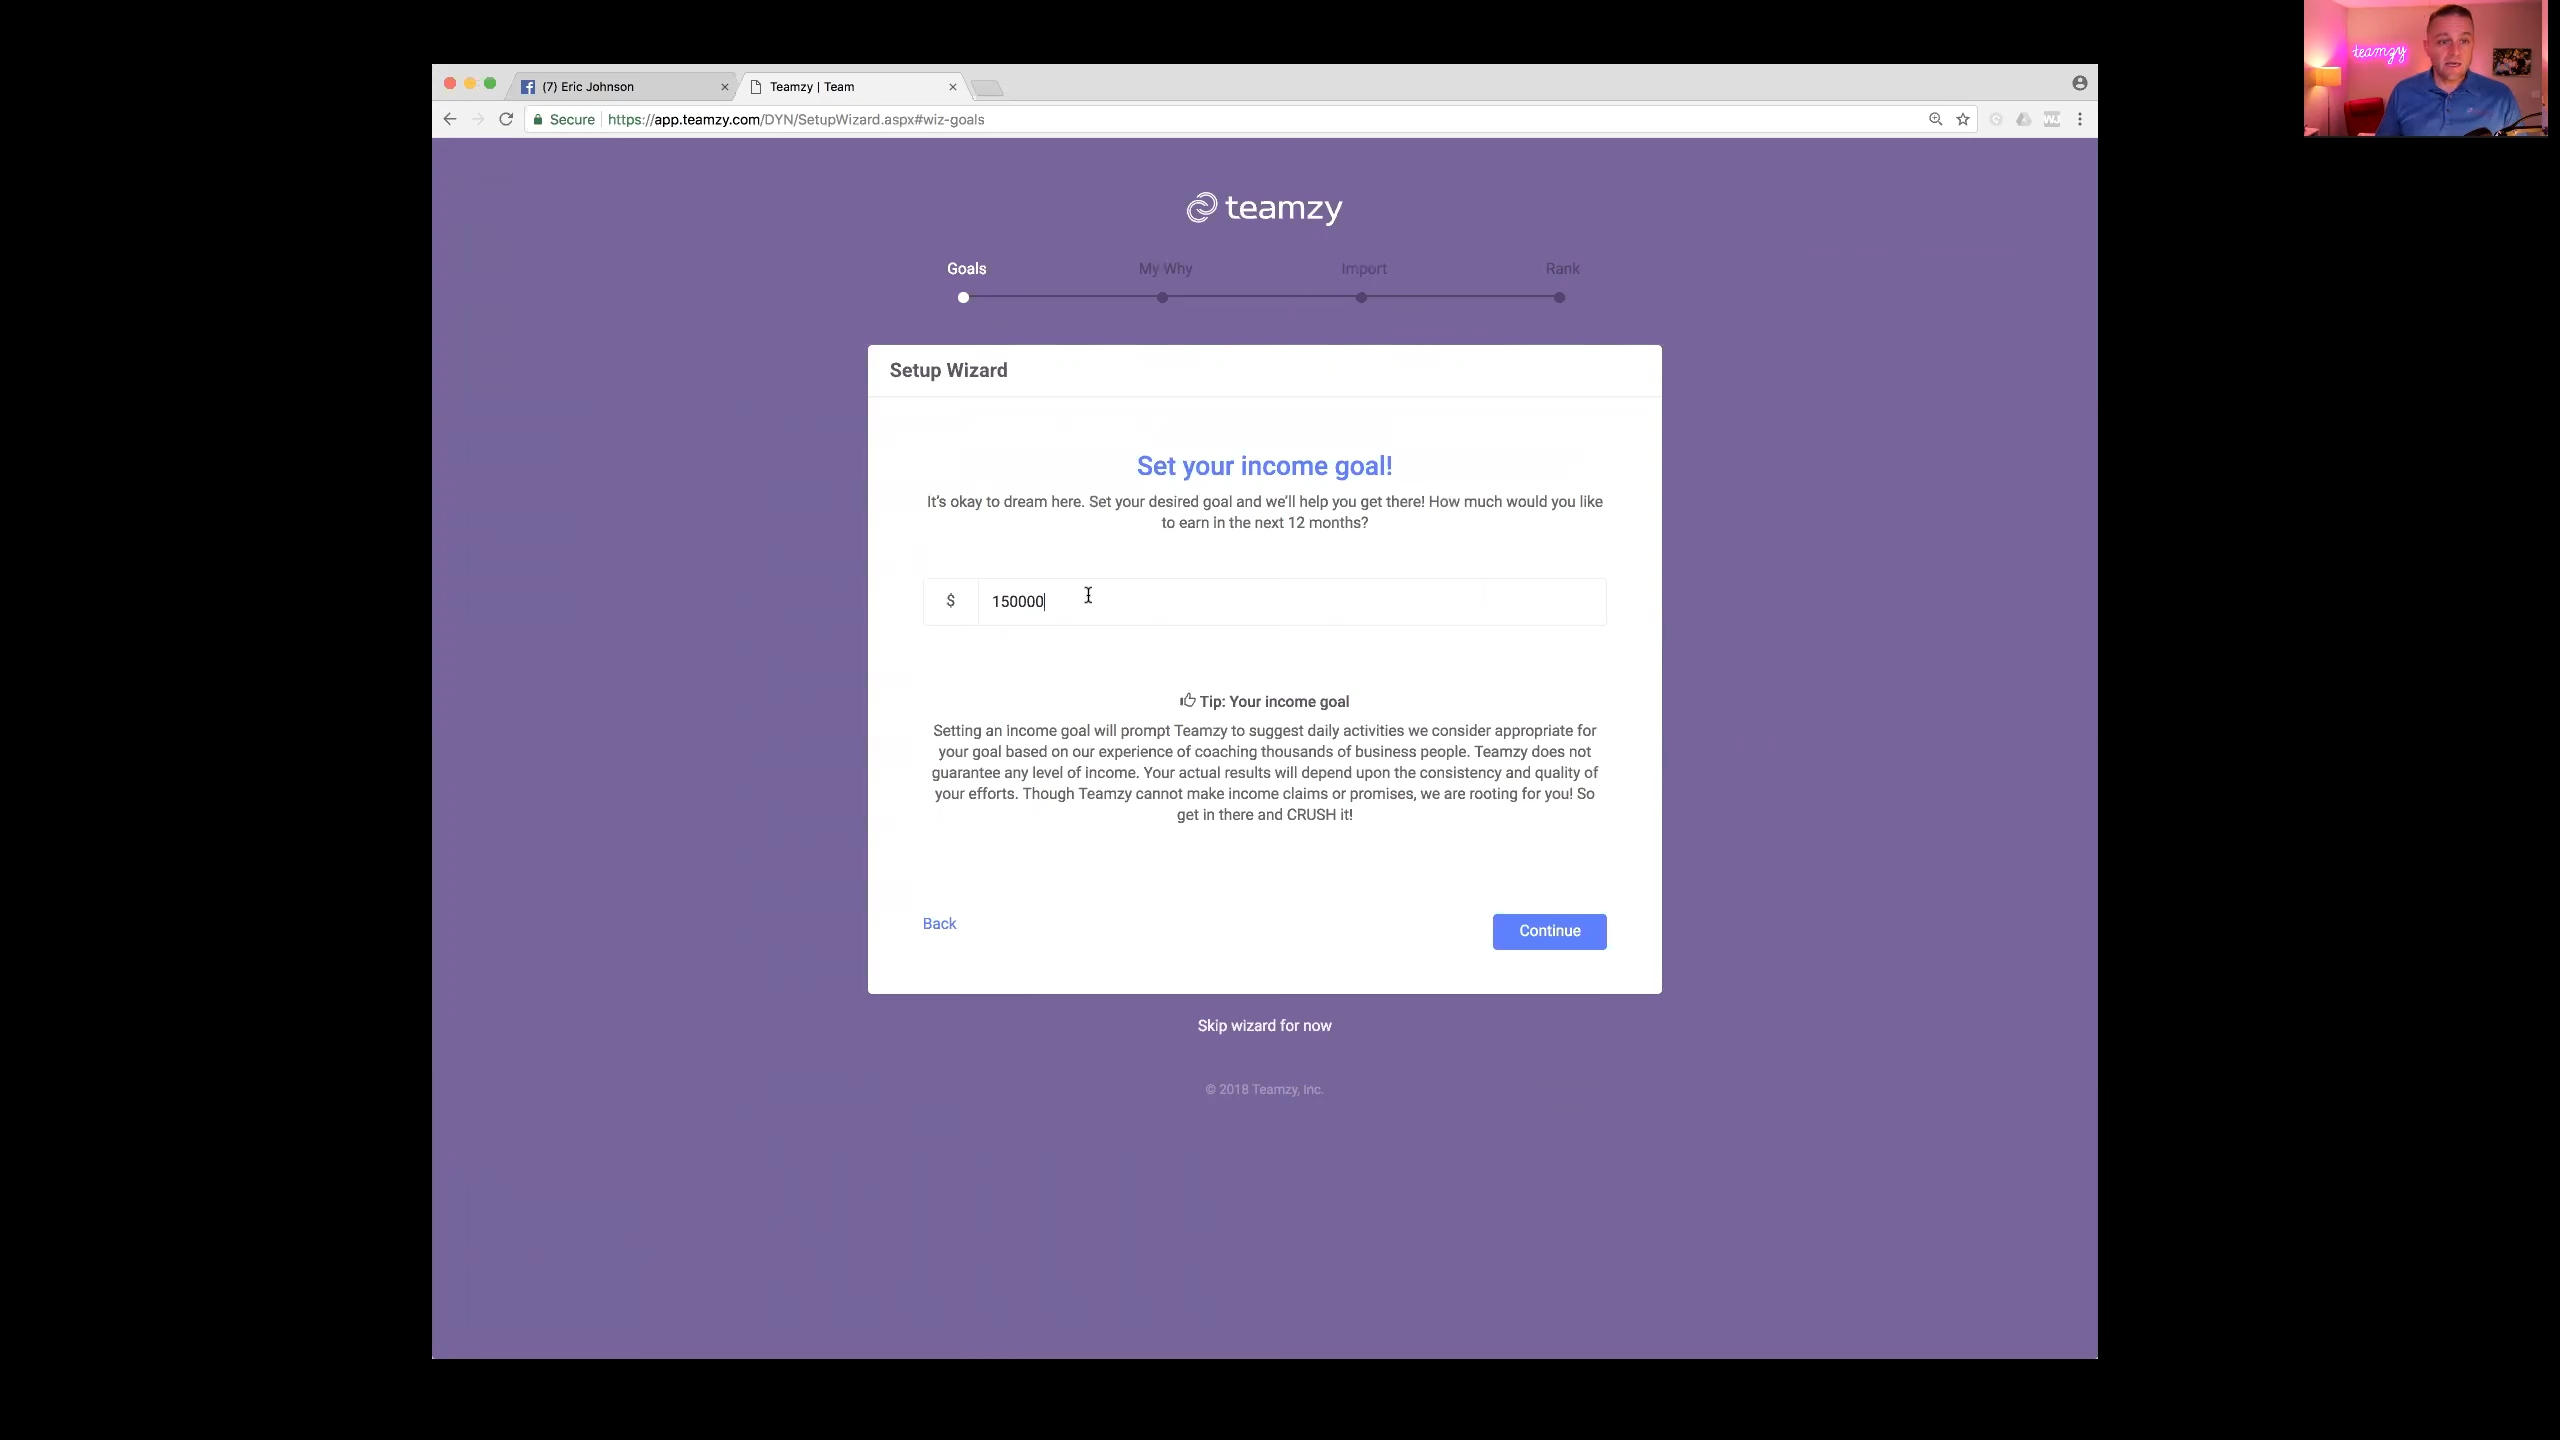 (7) Eric Johnson
Teamzy | Team
Secure https://app.teamzy.com/DYN/SetupWizard.aspx#wiz-goals
WJ
teamzy
teamzy
Goals My Why Import Rank
Setup Wizard
Set your income goal!
It's okay to dream here. Set your desired goal and we'll help you get there! How much would you like
to earn in the next 12 months?
$ 150000
Tip: Your income goal
Setting an income goal will prompt Teamzy to suggest daily activities we consider appropriate for
your goal based on our experience of coaching thousands of business people. Teamzy does not
guarantee any level of income. Your actual results will depend upon the consistency and quality of
your efforts. Though Teamzy cannot make income claims or promises, we are rooting for you! So
get in there and CRUSH it!
Back
Continue
Skip wizard for now
© 2018 Teamzy, Inc.